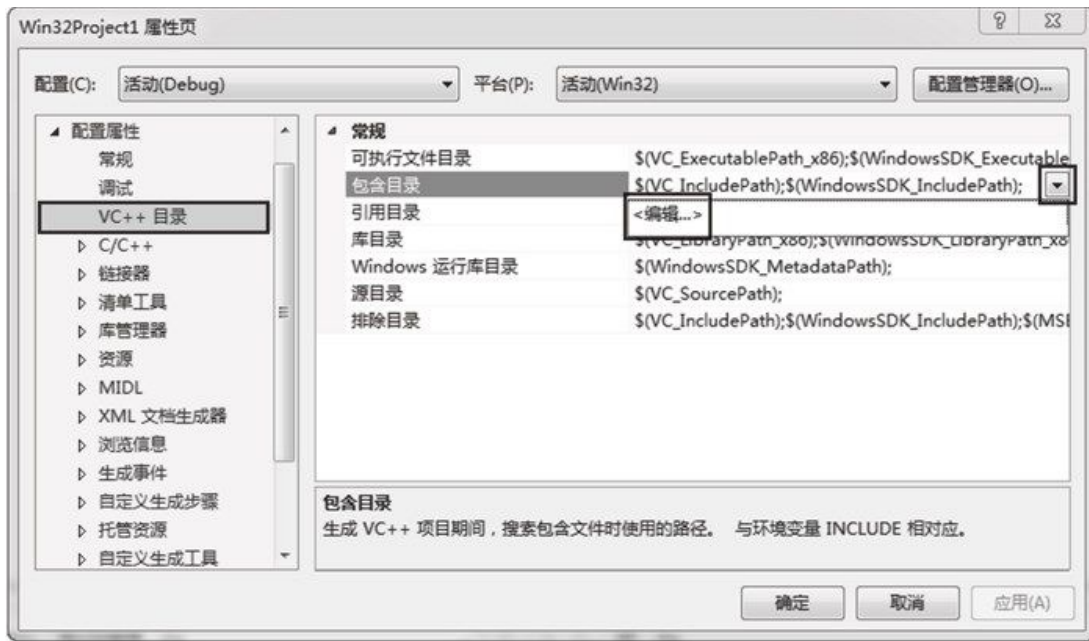 Win32Project1 属性页
配置(C): 活动(Debug) 平台(P): 活动(Win32) 配置管理器(O)...
配置属性
常规
调试
VC++ 目录
C/C++
链接器
清单工具
库管理器
资源
MIDL
XML 文档生成器
浏览信息
生成事件
自定义生成步骤
托管资源
自定义生成工具
常规
可执行文件目录 $(VC_ExecutablePath_x86);$(WindowsSDK_Executable
包含目录 $(VC_IncludePath);$(WindowsSDK_IncludePath);
引用目录 <编辑...>
库目录 $(VC_LibraryPath_x86);$(WindowsSDK_LibraryPath_x8
Windows 运行库目录 $(WindowsSDK_MetadataPath);
源目录 $(VC_SourcePath);
排除目录 $(VC_IncludePath);$(WindowsSDK_IncludePath);$(MSI
包含目录
生成 VC++ 项目期间，搜索包含文件时使用的路径。 与环境变量 INCLUDE 相对应。
确定 取消 应用(A)